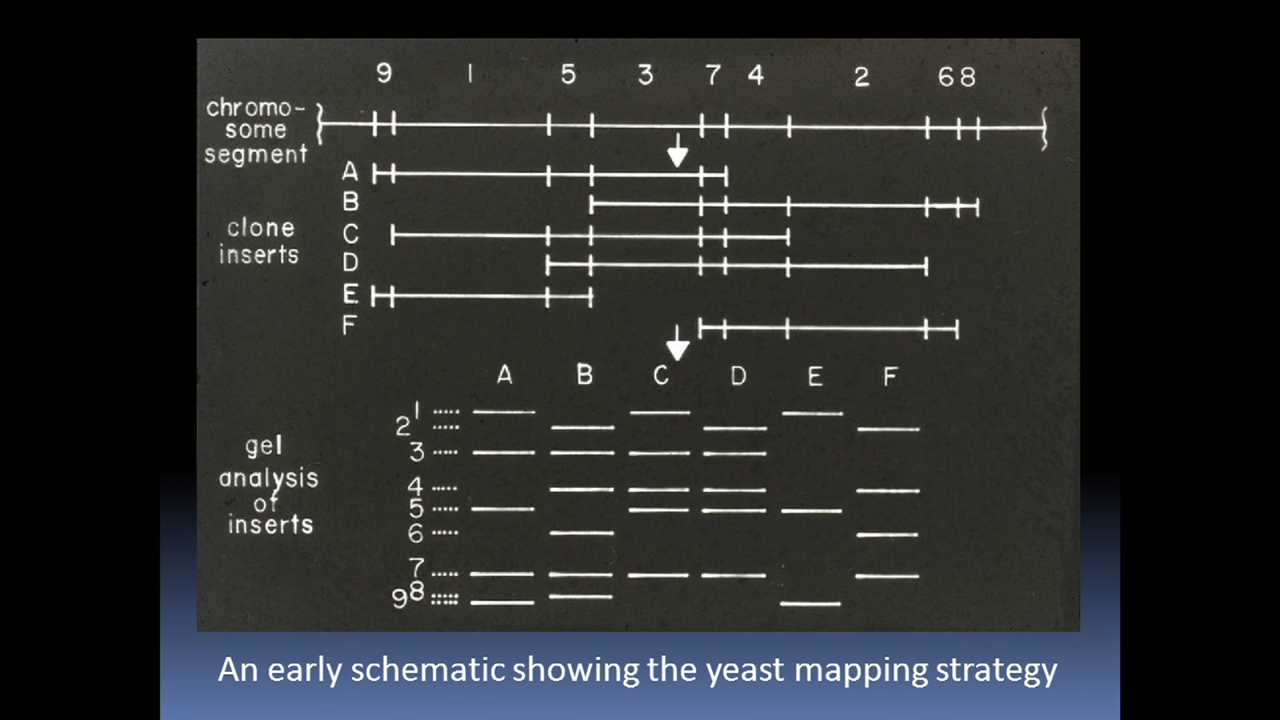 9 1 5 3 7 4 2 6 8
chromo-
some
segment
A
B
clone
inserts
C
D
E
F
A B C D E F
1
2
3
gel
analysis
of
inserts
4
5
6
7
8
9
An early schematic showing the yeast mapping strategy